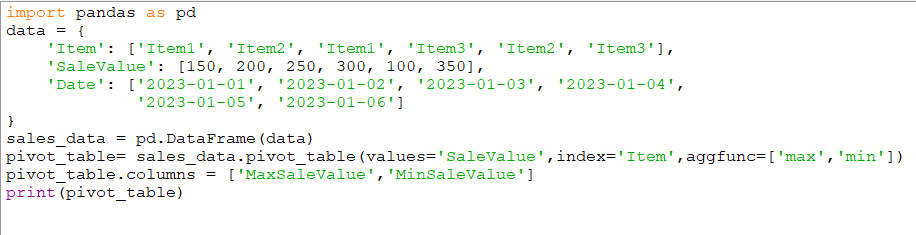 import pandas as pd
data = {
    'Item': ['Item1', 'Item2', 'Item1', 'Item3', 'Item2', 'Item3'],
    'SaleValue': [150, 200, 250, 300, 100, 350],
    'Date': ['2023-01-01', '2023-01-02', '2023-01-03', '2023-01-04',
             '2023-01-05', '2023-01-06']
}
sales_data = pd.DataFrame(data)
pivot_table= sales_data.pivot_table(values='SaleValue',index='Item',aggfunc=['max','min'])
pivot_table.columns = ['MaxSaleValue','MinSaleValue']
print(pivot_table)